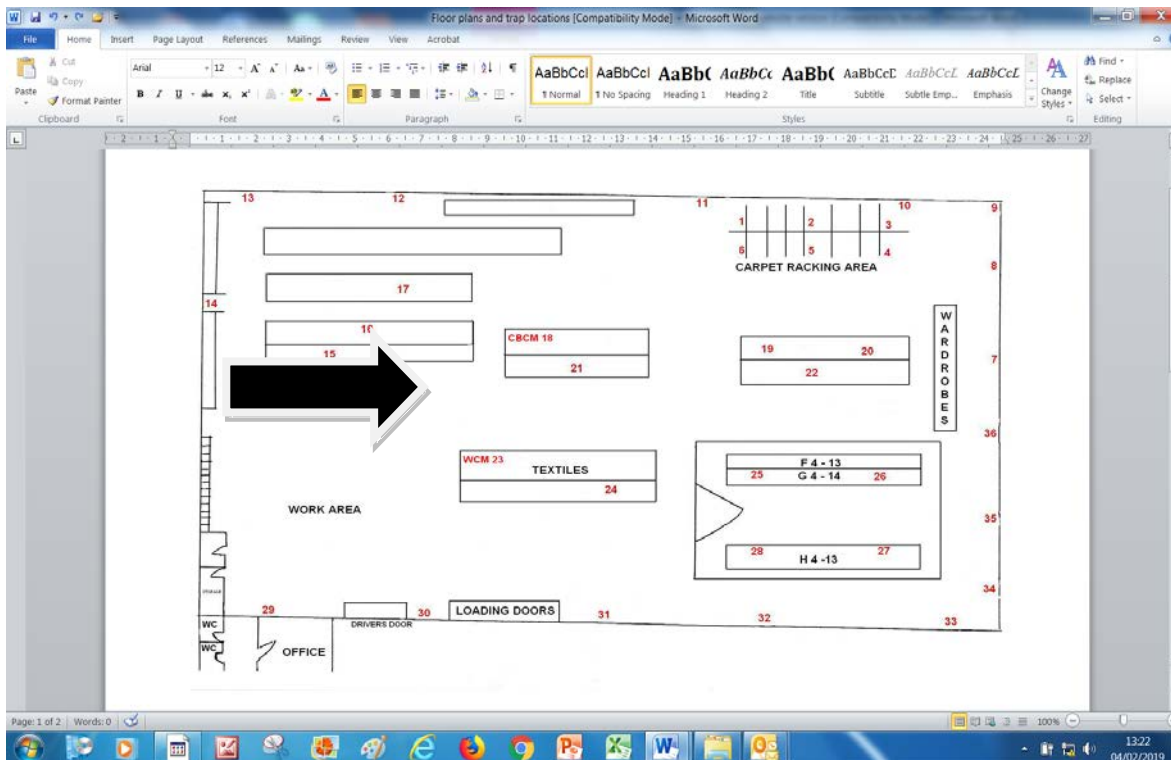 Floor plans and trap locations [Compatibility Mode] - Microsoft Word
File Home Insert Page Layout References Mailings Review View Acrobat
Cut
Copy
Format Painter
Paste
Arial 12
AaBbCcI AaBbCcI AaBb( AaBbCc AaBb( AaBbCcD AaBbCcL AaBbCcL
Normal No Spacing Heading 1 Heading 2 Title Subtitle Subtle Emp... Emphasis
Change Styles
Find
Replace
Select
Clipboard Font Paragraph Styles Editing
13 12 11 10 9
1 2 3
6 5 4
CARPET RACKING AREA
8
17
14
15
CBCM 18
21
19 20
22
WARDROBES
7
36
WCM 23
TEXTILES
24
F 4 - 13
25 G 4 - 14 26
WORK AREA
35
28 H 4 -13 27
34
29 30 LOADING DOORS 31 32 33
DRIVERS DOOR
WC
WC
OFFICE
Page: 1 of 2 Words: 0 100%
13:22
04/02/2019